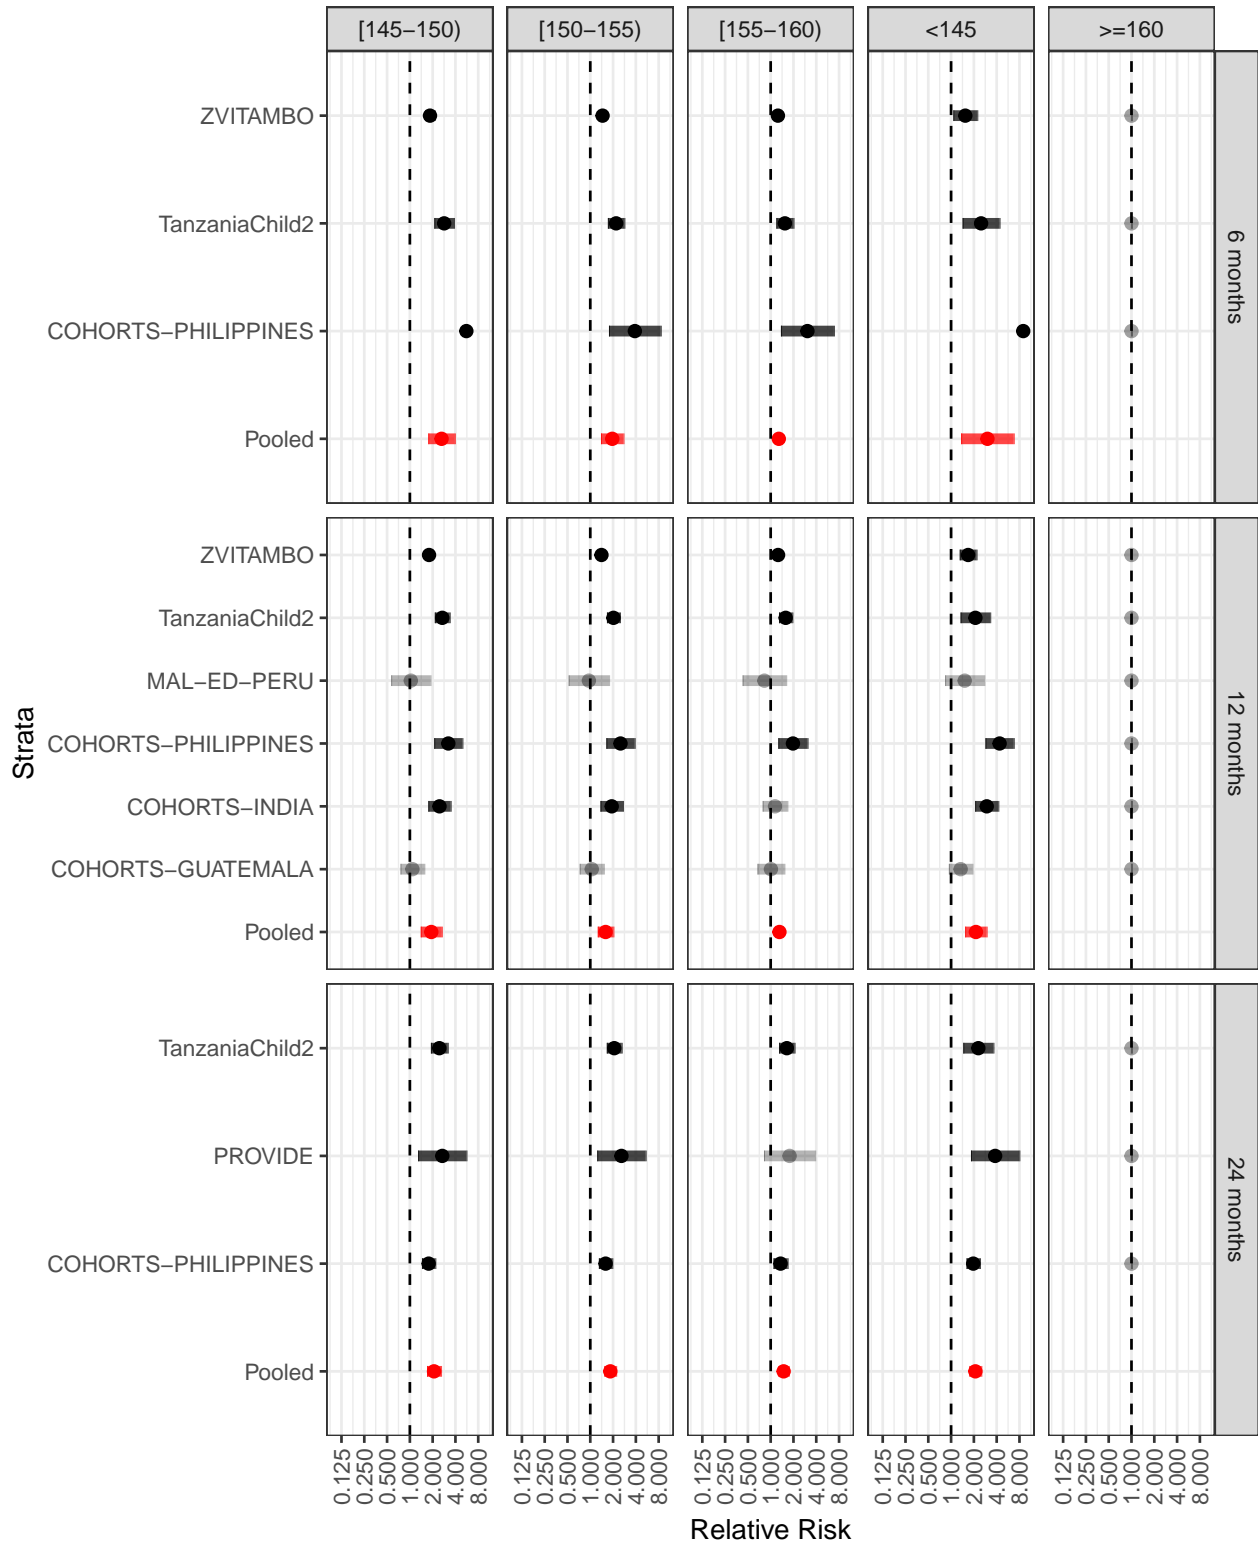 [145−150)
[150−155)
[155−160)
<145
>=160
ZVITAMBO
TanzaniaChild2
COHORTS−PHILIPPINES
Pooled
6 months
ZVITAMBO
TanzaniaChild2
MAL−ED−PERU
COHORTS−PHILIPPINES
COHORTS−INDIA
COHORTS−GUATEMALA
Pooled
12 months
Strata
TanzaniaChild2
PROVIDE
COHORTS−PHILIPPINES
Pooled
24 months
0.125 0.250 0.500 1.000 2.000 4.000 8.000
0.125 0.250 0.500 1.000 2.000 4.000 8.000
0.125 0.250 0.500 1.000 2.000 4.000 8.000
0.125 0.250 0.500 1.000 2.000 4.000 8.000
0.125 0.250 0.500 1.000 2.000 4.000 8.000
Relative Risk